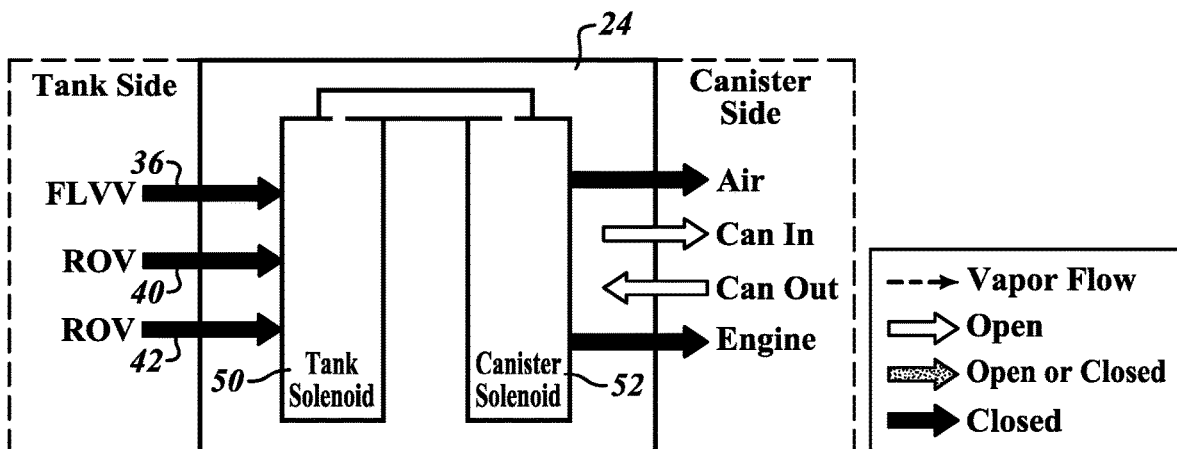 24
Tank Side
Canister
Side
36
FLVV
Air
ROV
Can In
40
Can Out
ROV
Engine
42
50
Tank
Solenoid
Canister
Solenoid
52
Vapor Flow
Open
Open or Closed
Closed